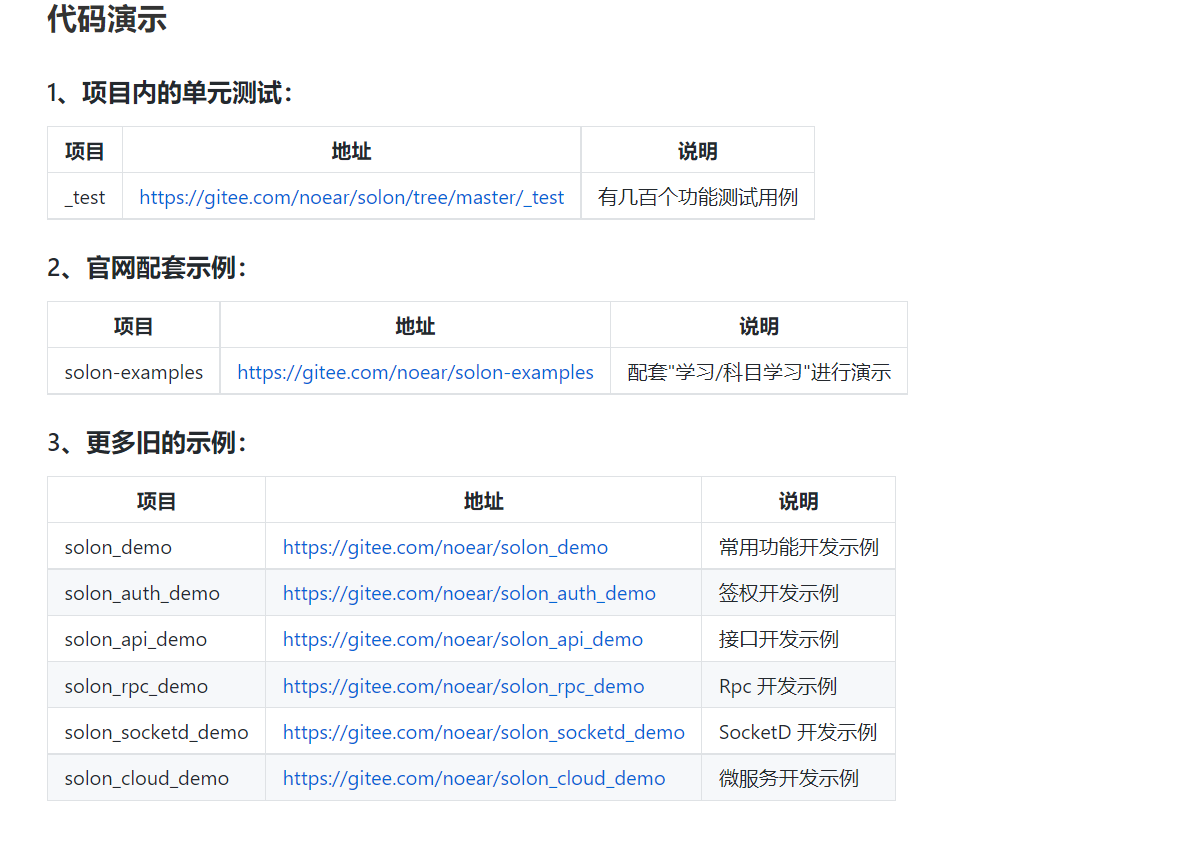 代码演示
1、项目内的单元测试：
项目 地址 说明
_test https://gitee.com/noear/solon/tree/master/_test 有几百个功能测试用例
2、官网配套示例：
项目 地址 说明
solon-examples https://gitee.com/noear/solon-examples 配套"学习/科目学习"进行演示
3、更多旧的示例：
项目 地址 说明
solon_demo https://gitee.com/noear/solon_demo 常用功能开发示例
solon_auth_demo https://gitee.com/noear/solon_auth_demo 签权开发示例
solon_api_demo https://gitee.com/noear/solon_api_demo 接口开发示例
solon_rpc_demo https://gitee.com/noear/solon_rpc_demo Rpc 开发示例
solon_socketd_demo https://gitee.com/noear/solon_socketd_demo SocketD 开发示例
solon_cloud_demo https://gitee.com/noear/solon_cloud_demo 微服务开发示例